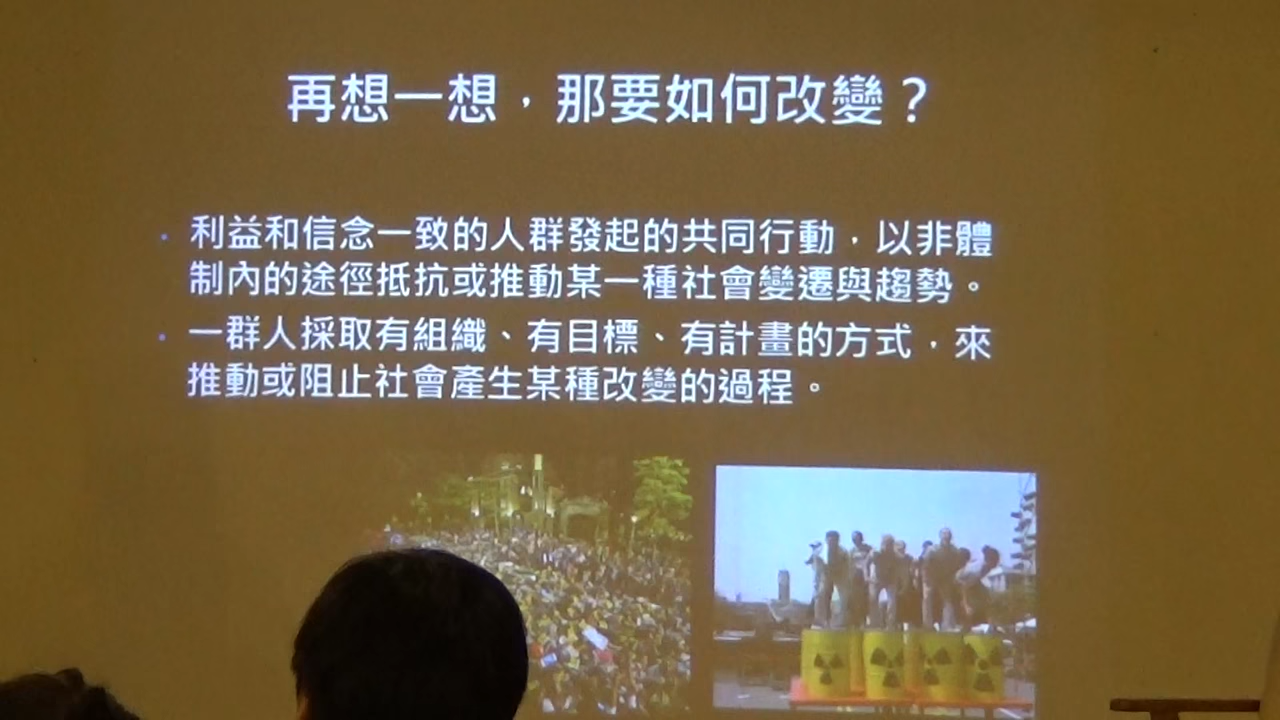 再想一想，那要如何改變？
利益和信念一致的人群發起的共同行動，以非體
制內的途徑抵抗或推動某一種社會變遷與趨勢。
一群人採取有組織、有目標、有計畫的方式，來
推動或阻止社會產生某種改變的過程。